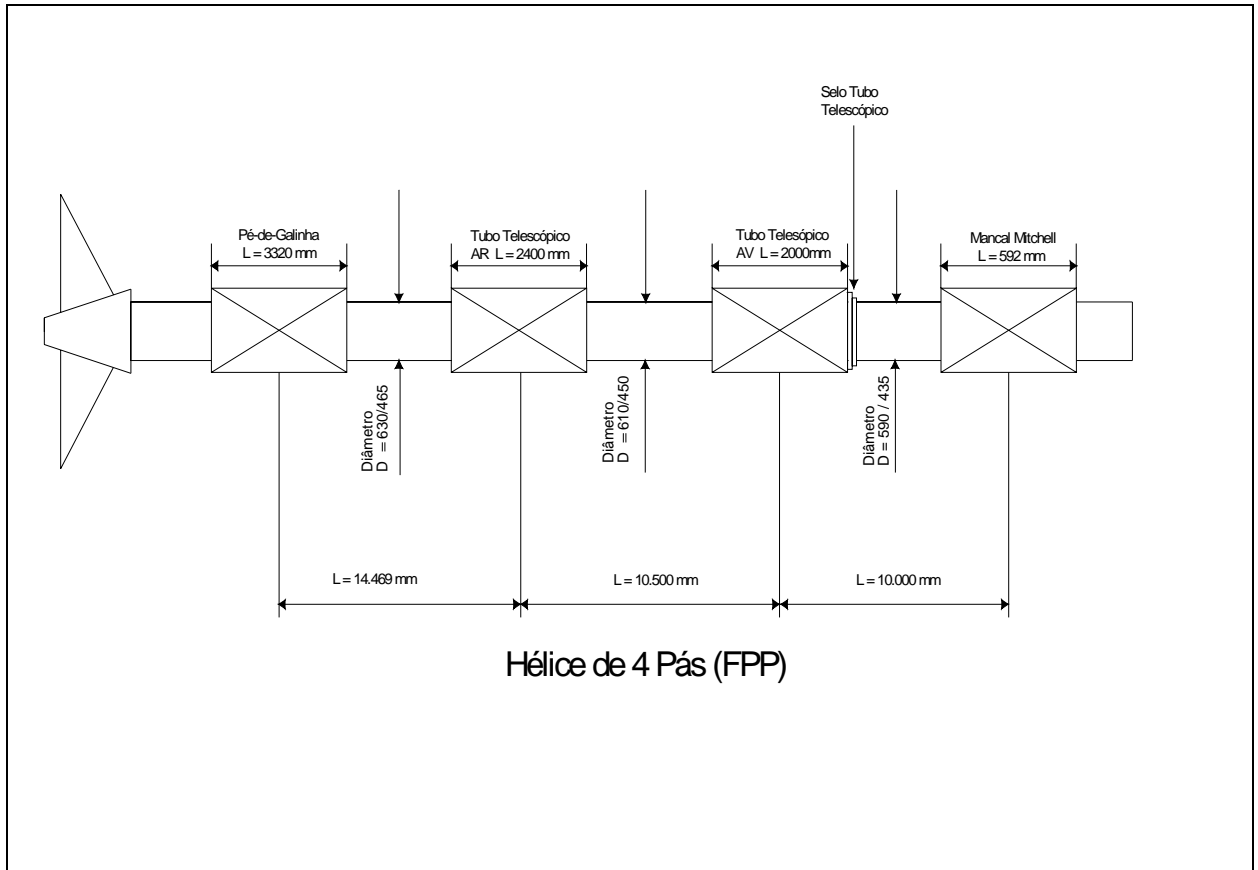 Selo Tubo
Telescópico
Pé-de-Galinha
L = 3320 mm
Tubo Telescópico
AR L = 2400 mm
Tubo Telesópico
AV L = 2000mm
Mancal Mitchell
L = 592 mm
Diâmetro
D = 630/465
Diâmetro
D = 610/450
Diâmetro
D = 590 / 435
L = 14.469 mm
L = 10.500 mm
L = 10.000 mm
Hélice de 4 Pás (FPP)